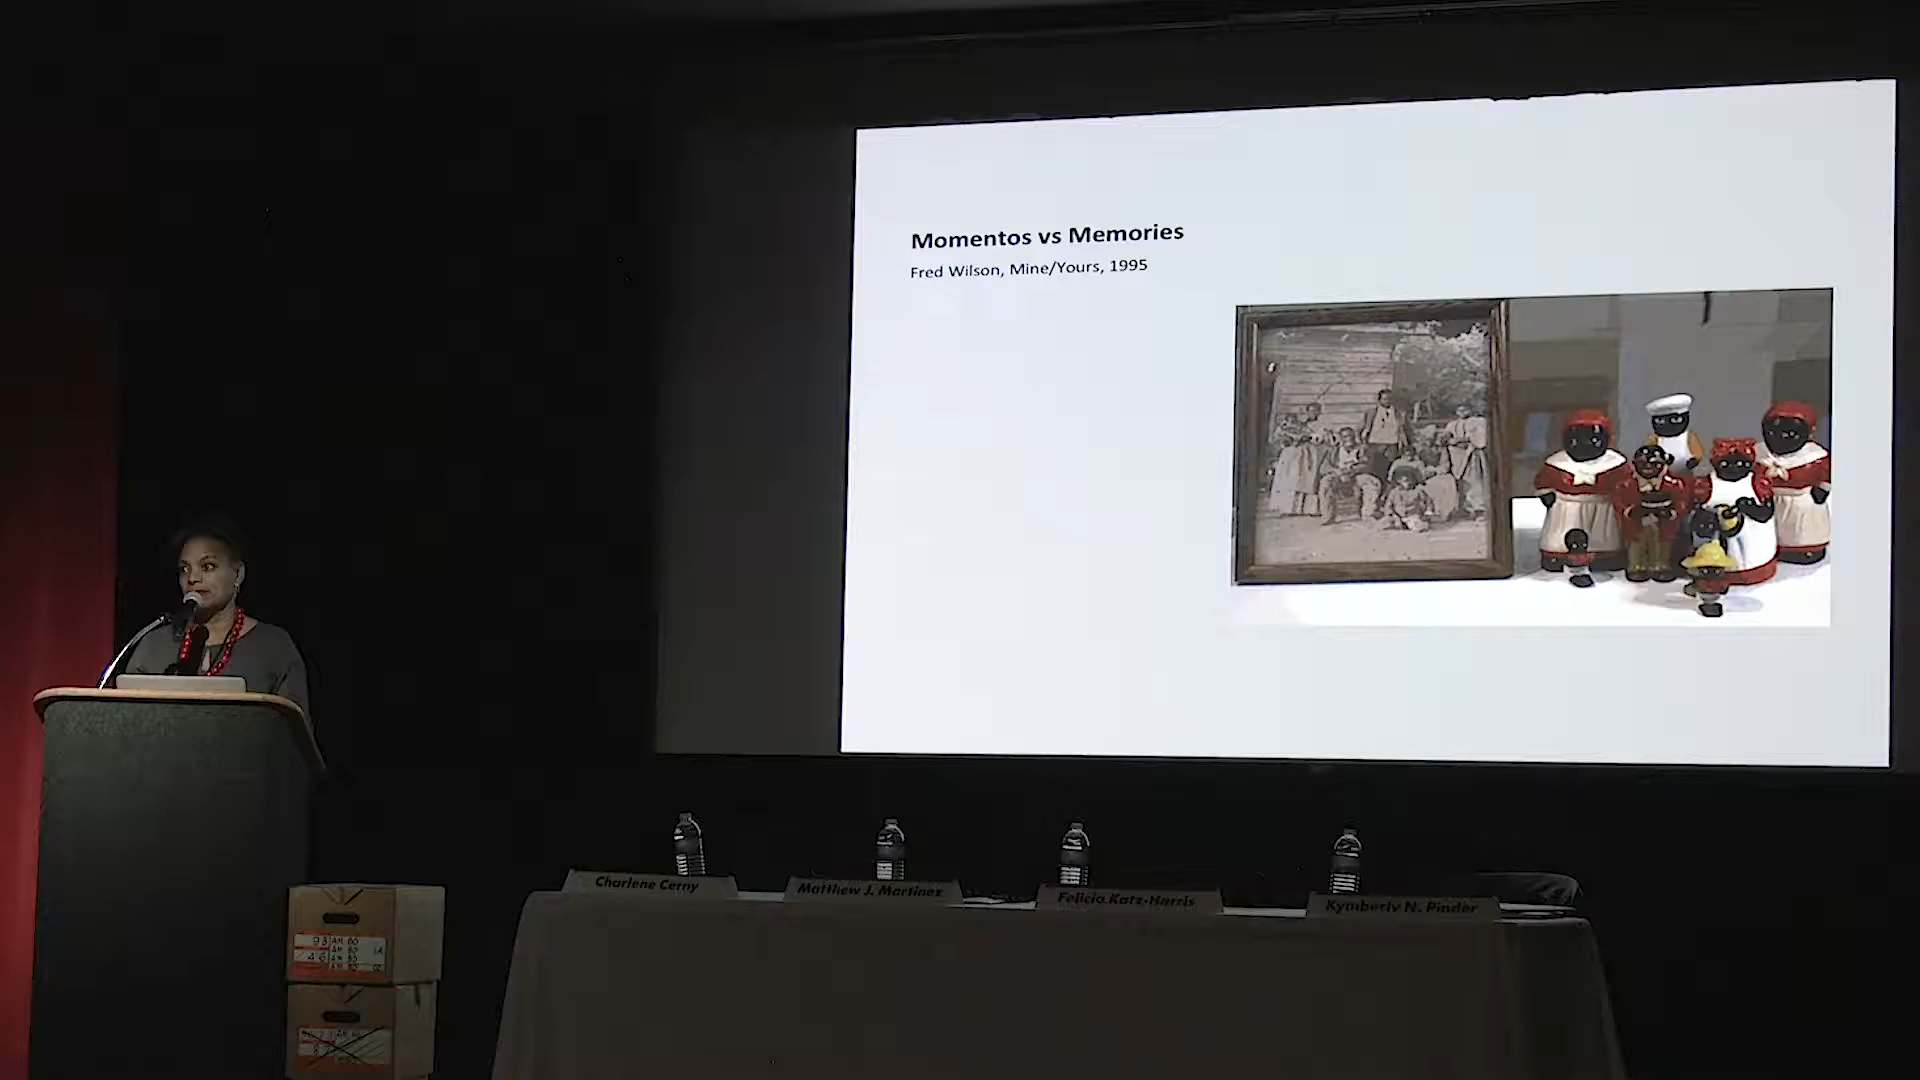 Momentos vs Memories
Fred Wilson, Mine/Yours, 1995
Charlene Cerny
Matthew J. Martinez
Felicia Katz-Harris
Kymberly N. Pinder